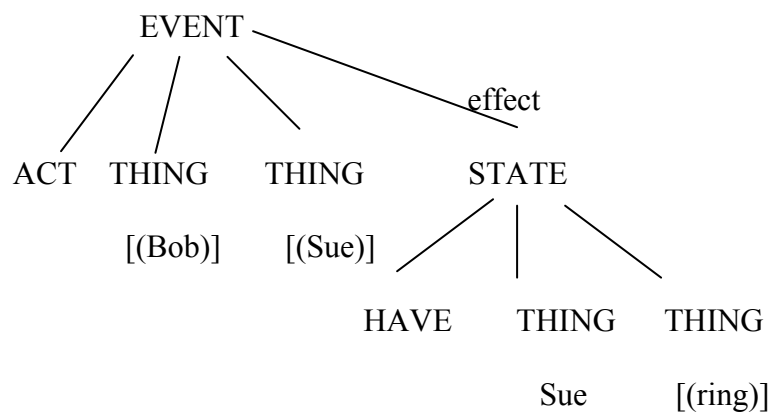 EVENT
effect
ACT THING THING STATE
[(Bob)] [(Sue)]
HAVE THING THING
Sue [(ring)]